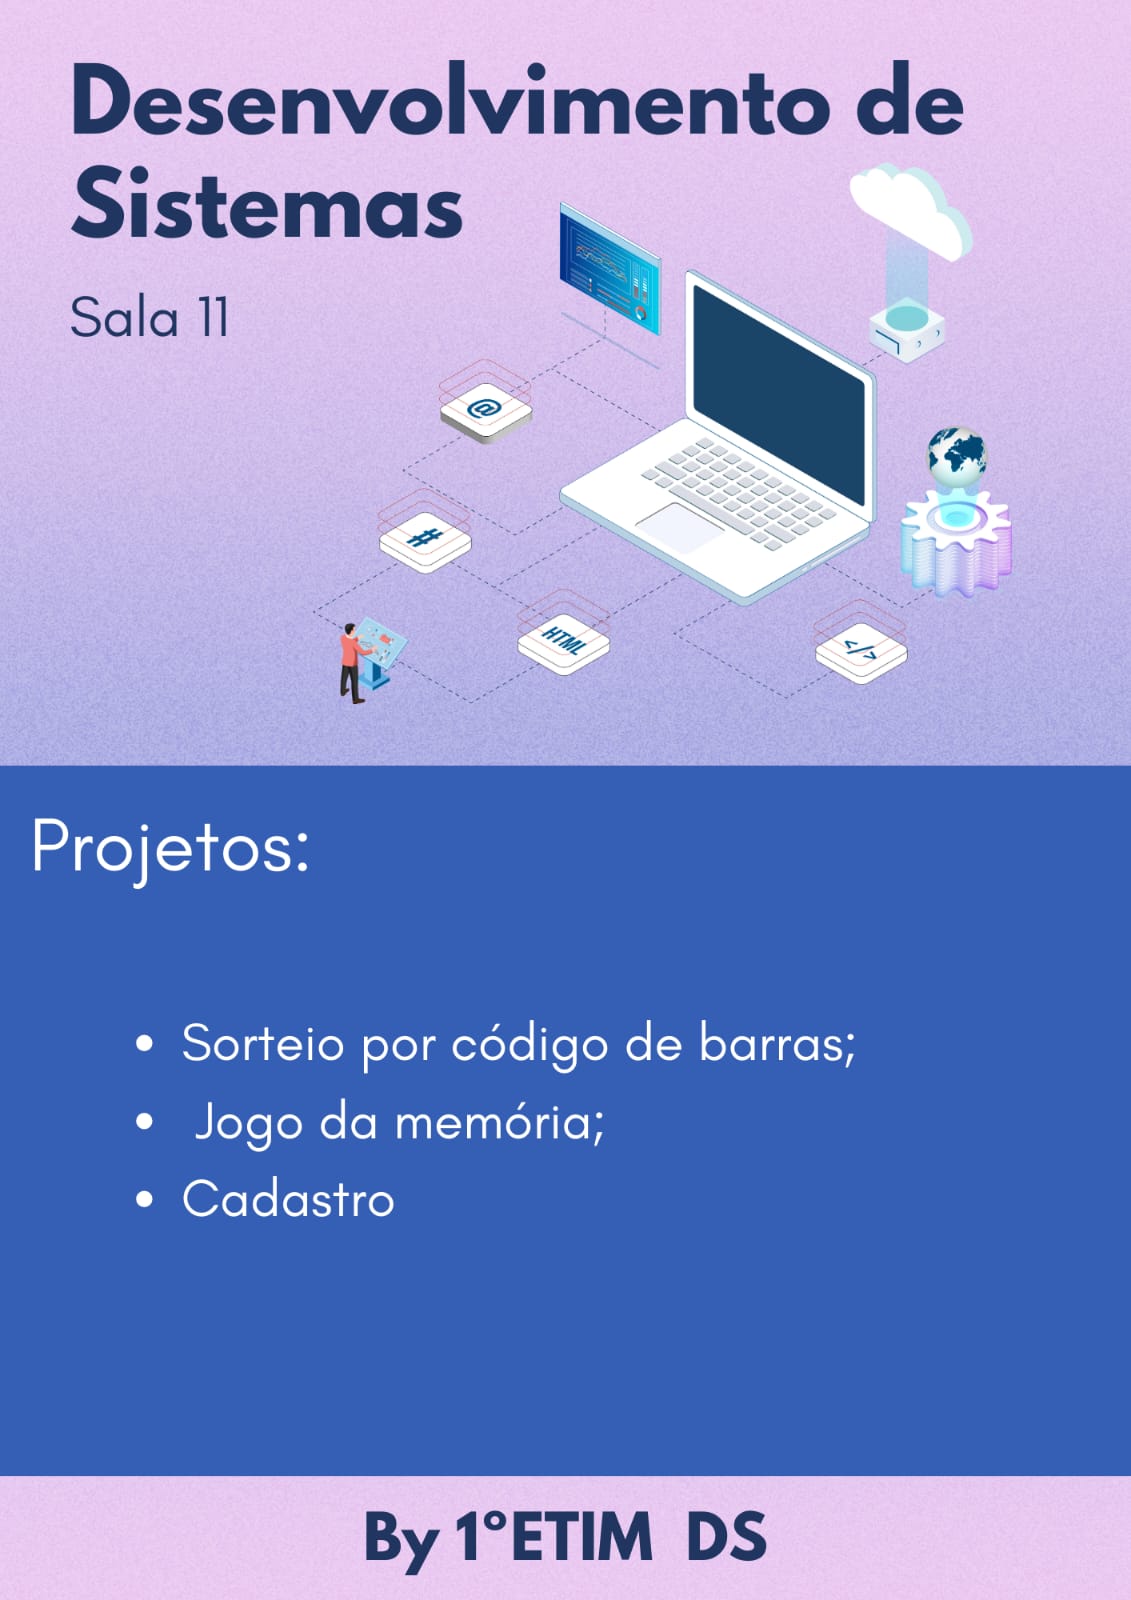 Desenvolvimento de
Sistemas
Sala 11
@
#
HTML
</>
Projetos:
• Sorteio por código de barras;
• Jogo da memória;
• Cadastro
By 1°ETIM DS